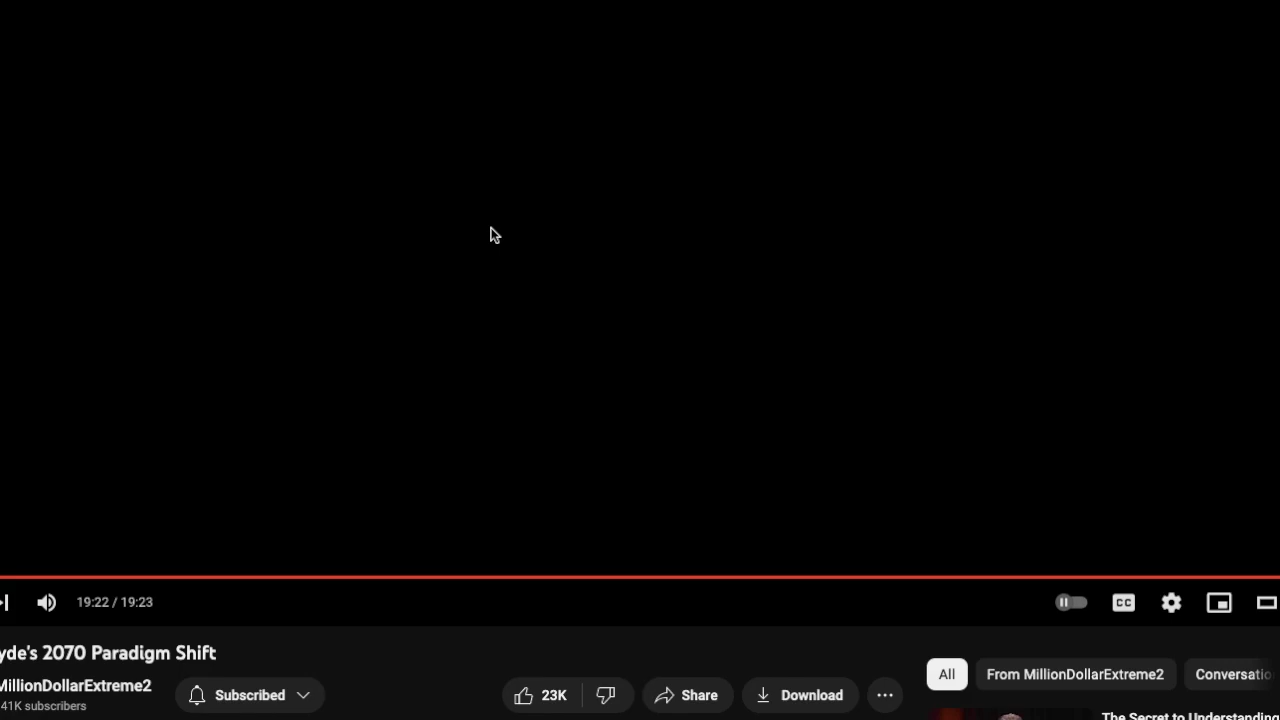 19:22 / 19:23
CC
yde's 2070 Paradigm Shift
MillionDollarExtreme2
41K subscribers
Subscribed
23K
Share
Download
All
From MillionDollarExtreme2
Conversatio
The Secret to Understanding